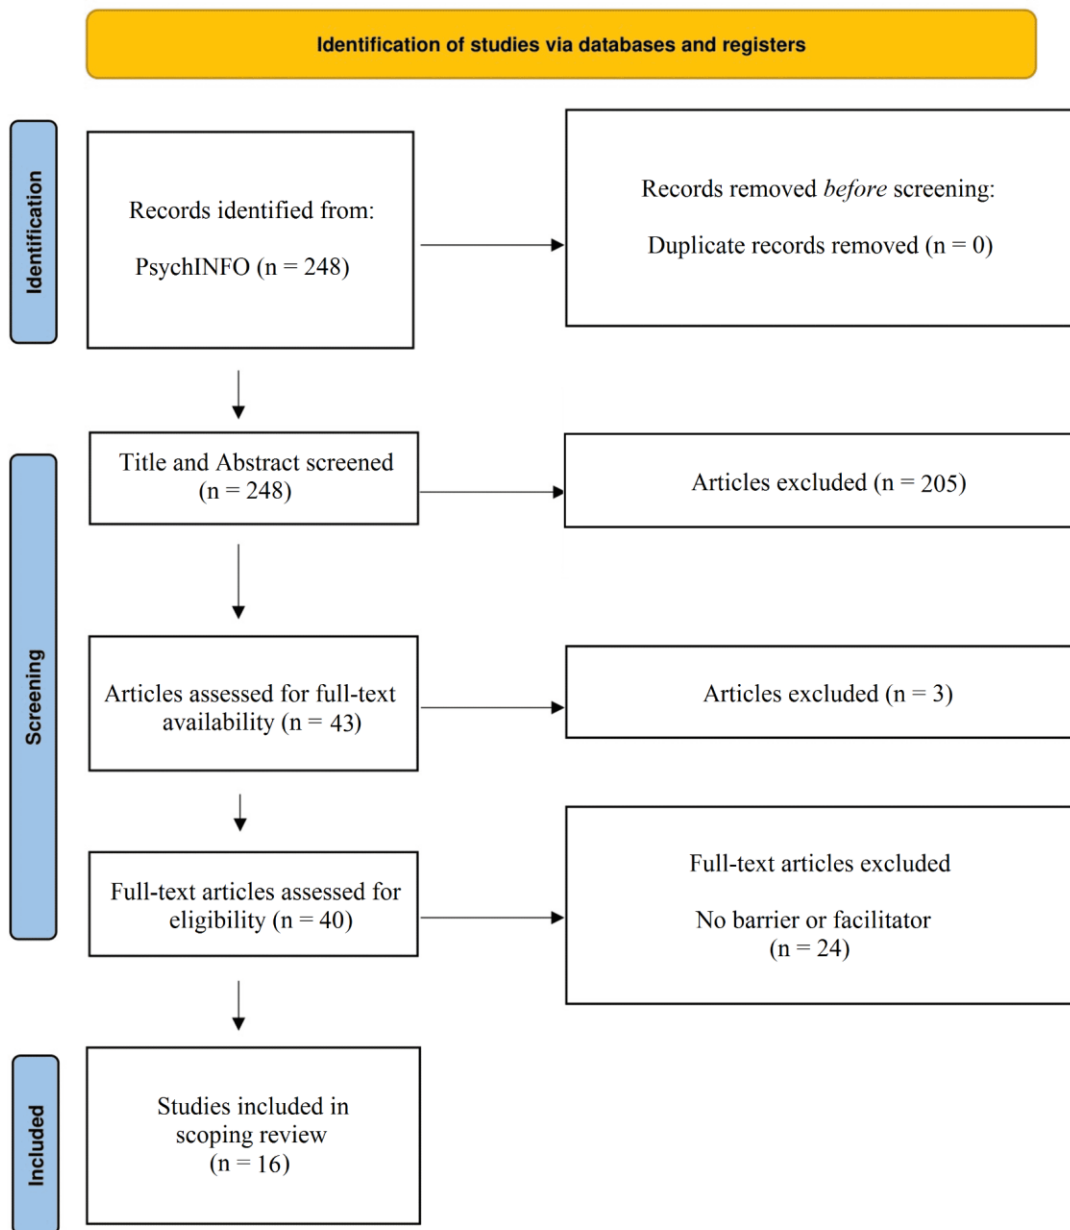 Identification of studies via databases and registers
Identification
Records identified from:
PsychINFO (n = 248)
Records removed before screening:
Duplicate records removed (n = 0)
Screening
Title and Abstract screened
(n = 248)
Articles excluded (n = 205)
Articles assessed for full-text
availability (n = 43)
Articles excluded (n = 3)
Full-text articles assessed for
eligibility (n = 40)
Full-text articles excluded
No barrier or facilitator
(n = 24)
Included
Studies included in
scoping review
(n = 16)